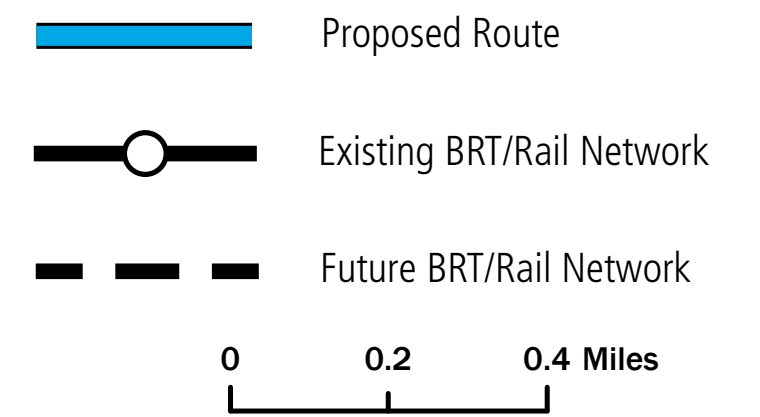 Proposed Route
Existing BRT/Rail Network
Future BRT/Rail Network
0 0.2 0.4 Miles